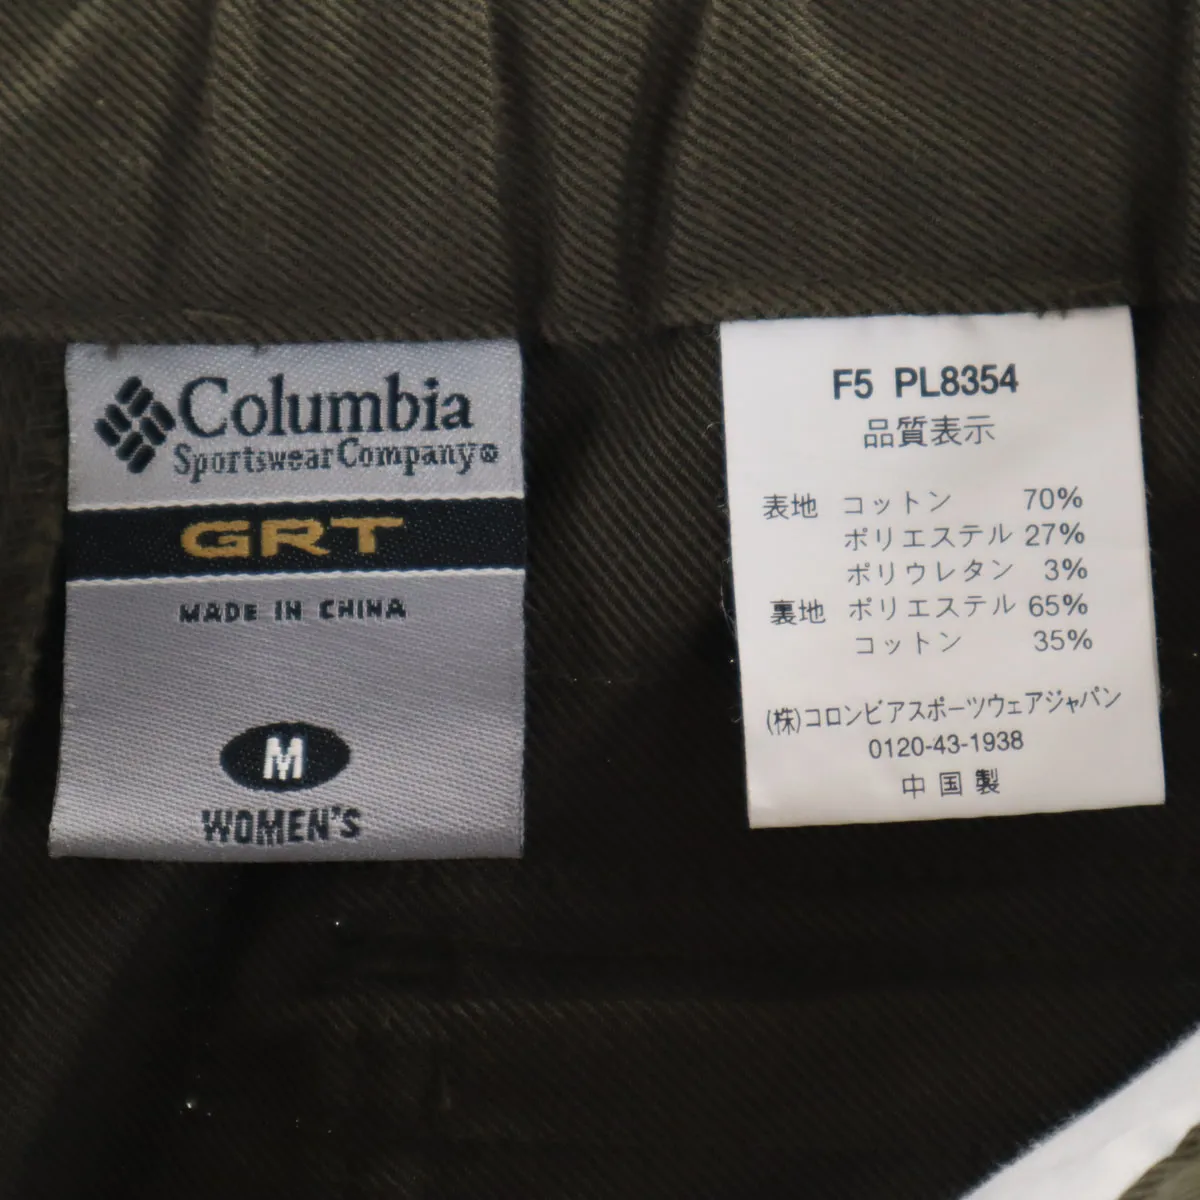 Columbia
Sportswear Company®
GRT
MADE IN CHINA
M
WOMEN'S
F5 PL8354
品質表示
表地 コットン 70%
ポリエステル 27%
ポリウレタン 3%
裏地 ポリエステル 65%
コットン 35%
(株)コロンビアスポーツウェアジャパン
0120-43-1938
中国製